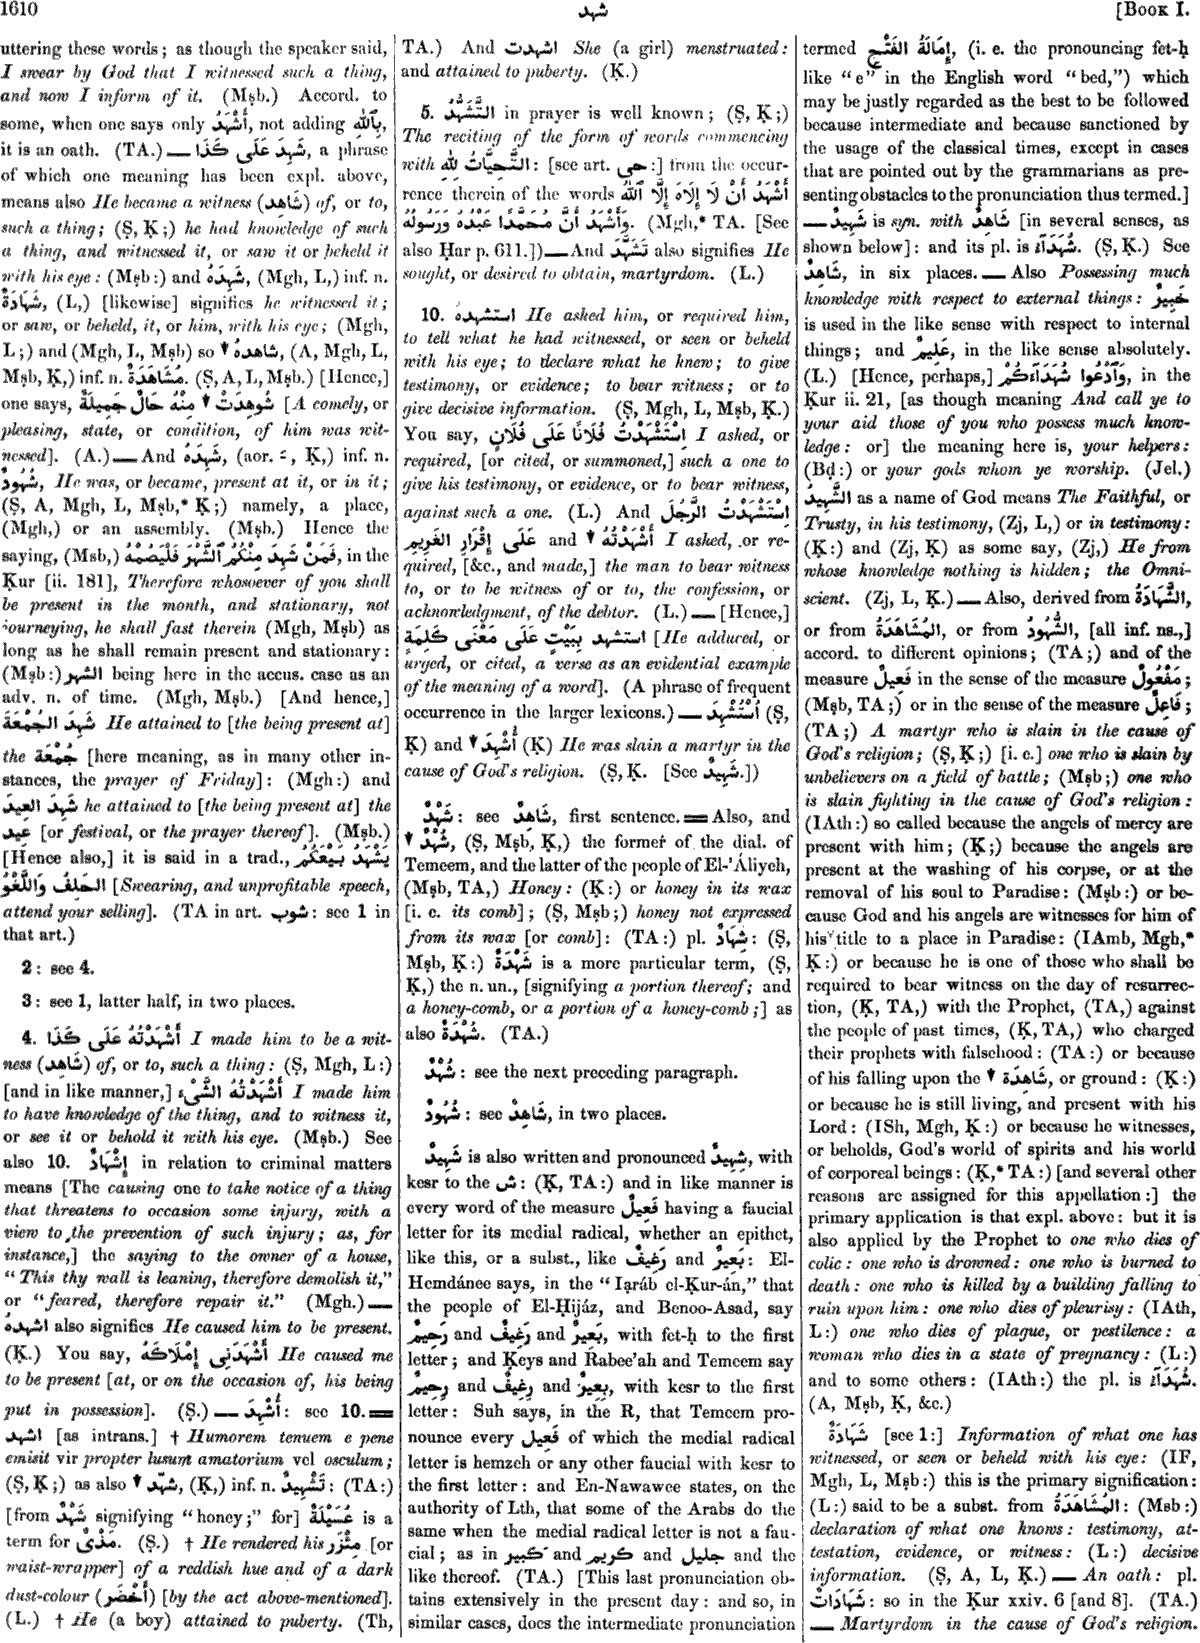 1610
شهد
[Book I.
uttering these words; as though the speaker said,
I swear by God that I witnessed such a thing,
and now I inform of it. (Mṣb.) Accord. to
some, when one says only أَشْهَدُ, not adding بِٱللّٰهِ,
it is an oath. (TA.) — شَهِدَ عَلَى كَذَا, a phrase
of which one meaning has been expl. above,
means also He became a witness (شَاهِد) of, or to,
such a thing; (Ṣ, Ḳ;) he had knowledge of such
a thing, and witnessed it, or saw it or beheld it
with his eye: (Mṣb:) and شَهِدَهُ, (Mgh, L,) inf. n.
شَهَادَةٌ, (L,) [likewise] signifies he witnessed it;
or saw, or beheld, it, or him, with his eye; (Mgh,
L;) and (Mgh, L, Mṣb) so ▼ شاهدهُ, (A, Mgh, L,
Mṣb, Ḳ,) inf. n. مُشَاهَدَةٌ. (Ṣ, A, L, Mṣb.) [Hence,]
one says, شُوهِدَتْ ▼ مِنْهُ حَالٌ جَمِيلَةٌ [A comely, or
pleasing, state, or condition, of him was wit-
nessed]. (A.) — And شَهِدَهُ, (aor. ـَ, Ḳ,) inf. n.
شُهُودٌ, He was, or became, present at it, or in it;
(Ṣ, A, Mgh, L, Mṣb,* Ḳ;) namely, a place,
(Mgh,) or an assembly. (Mṣb.) Hence the
saying, (Msb,) فَمَنْ شَهِدَ مِنْكُمُ ٱلشَّهْرَ فَلْيَصُمْهُ, in the
Ḳur [ii. 181], Therefore whosoever of you shall
be present in the month, and stationary, not
journeying, he shall fast therein (Mgh, Mṣb) as
long as he shall remain present and stationary:
(Mṣb:) الشهر being here in the accus. case as an
adv. n. of time. (Mgh, Mṣb.) [And hence,]
شَهِدَ الجُمْعَةَ He attained to [the being present at]
the جُمْعَة [here meaning, as in many other in-
stances, the prayer of Friday]: (Mgh:) and
شَهِدَ العِيدَ he attained to [the being present at] the
عِيد [or festival, or the prayer thereof]. (Mṣb.)
[Hence also,] it is said in a trad., يَشْهَدُ بَيْعَكُمُ
الحَلِفُ وَاللَّغْوُ [Swearing, and unprofitable speech,
attend your selling]. (TA in art. شوب: see 1 in
that art.)
2: see 4.
3: see 1, latter half, in two places.
4. أَشْهَدْتُهُ عَلَى كَذَا I made him to be a wit-
ness (شاهد) of, or to, such a thing: (Ṣ, Mgh, L:)
[and in like manner,] أَشْهَدْتُهُ الشَّىْءَ I made him
to have knowledge of the thing, and to witness it,
or see it or behold it with his eye. (Mṣb.) See
also 10. إِشْهَادٌ in relation to criminal matters
means [The causing one to take notice of a thing
that threatens to occasion some injury, with a
view to the prevention of such injury; as, for
instance,] the saying to the owner of a house,
“This thy wall is leaning, therefore demolish it,”
or “feared, therefore repair it.” (Mgh.) —
اشهدهُ also signifies He caused him to be present.
(Ḳ.) You say, أَشْهَدَنِى إِمْلَاكَهُ He caused me
to be present [at, or on the occasion of, his being
put in possession]. (Ṣ.) — أُشْهِدَ: see 10. =
اشهد [as intrans.] † Humorem tenuem e pene
emisit vir propter lusum amatorium vel osculum;
(Ṣ, Ḳ;) as also ▼ شهّد, (Ḳ,) inf. n. تَشْهِيدٌ: (TA:)
[from شَهْدٌ signifying “honey;” for] عُسَيْلَةٌ is a
term for مَذْىٌ. (Ṣ.) † He rendered his مِئْزَر [or
waist-wrapper] of a reddish hue and of a dark
dust-colour (أَخْضَر) [by the act above-mentioned].
(L.) † He (a boy) attained to puberty. (Th,
TA.) And اشهدت She (a girl) menstruated:
and attained to puberty. (Ḳ.)
5. التَّشَهُّدُ in prayer is well known; (Ṣ, Ḳ;)
The reciting of the form of words commencing
with التَّحِيَّاتُ لِلّٰهِ: [see art. حى:] from the occur-
rence therein of the words أَشْهَدُ أَنْ لَا إِلٰهَ إِلَّا ٱللّٰهُ
وَأَشْهَدُ أَنَّ مُحَمَّدًا عَبْدُهُ وَرَسُولُهُ. (Mgh,* TA. [See
also Ḥar p. 611.]) — And تَشَهَّدَ also signifies He
sought, or desired to obtain, martyrdom. (L.)
10. استشهدهُ He asked him, or required him,
to tell what he had witnessed, or seen or beheld
with his eye; to declare what he knew; to give
testimony, or evidence; to bear witness; or to
give decisive information. (Ṣ, Mgh, L, Mṣb, Ḳ.)
You say, اِسْتَشْهَدْتُ فُلَانًا عَلَى فُلَانٍ I asked, or
required, [or cited, or summoned,] such a one to
give his testimony, or evidence, or to bear witness,
against such a one. (L.) And اِسْتَشْهَدْتُ الرَّجُلَ
عَلَى إِقْرَارِ الغَرِيمِ and ▼ أَشْهَدْتُهُ I asked, or re-
quired, [&c., and made,] the man to bear witness
to, or to be witness of or to, the confession, or
acknowledgment, of the debtor. (L.) — [Hence,]
استشهد بِبَيْتٍ عَلَى مَعْنَى كَلِمَةٍ [He adduced, or
urged, or cited, a verse as an evidential example
of the meaning of a word]. (A phrase of frequent
occurrence in the larger lexicons.) — اُسْتُشْهِدَ (Ṣ,
Ḳ) and ▼ أُشْهِدَ (Ḳ) He was slain a martyr in the
cause of God's religion. (Ṣ, Ḳ. [See شَهِيدٌ.])
شَهْدٌ: see شَاهِدٌ, first sentence. = Also, and
▼ شُهْدٌ, (Ṣ, Mṣb, Ḳ,) the former of the dial. of
Temeem, and the latter of the people of El-'Áliyeh,
(Mṣb, TA,) Honey: (Ḳ:) or honey in its wax
[i. e. its comb]; (Ṣ, Mṣb;) honey not expressed
from its wax [or comb]: (TA:) pl. شِهَادٌ: (Ṣ,
Mṣb, Ḳ:) شَهْدَةٌ is a more particular term, (Ṣ,
Ḳ,) the n. un., [signifying a portion thereof; and
a honey-comb, or a portion of a honey-comb;] as
also شُهْدَةٌ. (TA.)
شُهْدٌ: see the next preceding paragraph.
شُهُودٌ: see شَاهِدٌ, in two places.
شَهِيدٌ is also written and pronounced شِهِيدٌ, with
kesr to the ش: (Ḳ, TA:) and in like manner is
every word of the measure فَعِيلٌ having a faucial
letter for its medial radical, whether an epithet,
like this, or a subst., like رَغِيفٌ and بَعِيرٌ: El-
Hemdánee says, in the “Iạráb el-Ḳur-án,” that
the people of El-Ḥijáz, and Benoo-Asad, say
رَحِيمٌ and رَغِيفٌ and بَعِيرٌ, with fet-ḥ to the first
letter; and Ḳeys and Rabee'ah and Temeem say
رِحِيمٌ and رِغِيفٌ and بِعِيرٌ, with kesr to the first
letter: Suh says, in the R, that Temeem pro-
nounce every فَعِيل of which the medial radical
letter is hemzeh or any other faucial with kesr to
the first letter: and En-Nawawee states, on the
authority of Lth, that some of the Arabs do the
same when the medial radical letter is not a fau-
cial; as in كَبِير and كريم and جليل and the
like thereof. (TA.) [This last pronunciation ob-
tains extensively in the present day: and so, in
similar cases, does the intermediate pronunciation
termed إِمَالَةُ الفَتْحِ, (i. e. the pronouncing fet-ḥ
like “e” in the English word “bed,”) which
may be justly regarded as the best to be followed
because intermediate and because sanctioned by
the usage of the classical times, except in cases
that are pointed out by the grammarians as pre-
senting obstacles to the pronunciation thus termed.]
— شَهِيدٌ is syn. with شَاهِدٌ [in several senses, as
shown below]: and its pl. is شُهَدَآءُ. (Ṣ, Ḳ.) See
شَاهِدٌ, in six places. — Also Possessing much
knowledge with respect to external things: خَبِيرٌ
is used in the like sense with respect to internal
things; and عَلِيمٌ, in the like sense absolutely.
(L.) [Hence, perhaps,] وَٱدْعُوا شُهَدَآءَكُمْ, in the
Ḳur ii. 21, [as though meaning And call ye to
your aid those of you who possess much know-
ledge: or] the meaning here is, your helpers:
(Bḍ:) or your gods whom ye worship. (Jel.)
الشَّهِيدُ as a name of God means The Faithful, or
Trusty, in his testimony, (Zj, L,) or in testimony:
(Ḳ:) and (Zj, Ḳ) as some say, (Zj,) He from
whose knowledge nothing is hidden; the Omni-
scient. (Zj, L, Ḳ.) — Also, derived from الشَّهَادَةُ,
or from المُشَاهَدَةُ, or from الشُّهُودُ, [all inf. ns.,]
accord. to different opinions; (TA;) and of the
measure فَعِيلٌ in the sense of the measure مَفْعُولٌ;
(Mṣb, TA;) or in the sense of the measure فَاعِلٌ;
(TA;) A martyr who is slain in the cause of
God's religion; (Ṣ, Ḳ;) [i. e.] one who is slain by
unbelievers on a field of battle; (Mṣb;) one who
is slain fighting in the cause of God's religion:
(IAth:) so called because the angels of mercy are
present with him; (Ḳ;) because the angels are
present at the washing of his corpse, or at the
removal of his soul to Paradise: (Mṣb:) or be-
cause God and his angels are witnesses for him of
his title to a place in Paradise: (IAmb, Mgh,*
Ḳ:) or because he is one of those who shall be
required to bear witness on the day of resurrec-
tion, (Ḳ, TA,) with the Prophet, (TA,) against
the people of past times, (Ḳ, TA,) who charged
their prophets with falsehood: (TA:) or because
of his falling upon the ▼ شَاهِدَة, or ground: (Ḳ:)
or because he is still living, and present with his
Lord: (ISh, Mgh, Ḳ:) or because he witnesses,
or beholds, God's world of spirits and his world
of corporeal beings: (Ḳ,* TA:) [and several other
reasons are assigned for this appellation:] the
primary application is that expl. above: but it is
also applied by the Prophet to one who dies of
colic: one who is drowned: one who is burned to
death: one who is killed by a building falling to
ruin upon him: one who dies of pleurisy: (IAth,
L:) one who dies of plague, or pestilence: a
woman who dies in a state of pregnancy: (L:)
and to some others: (IAth:) the pl. is شُهَدَآءُ.
(A, Mṣb, Ḳ, &c.)
شَهَادَةٌ [see 1:] Information of what one has
witnessed, or seen or beheld with his eye: (IF,
Mgh, L, Mṣb:) this is the primary signification:
(L:) said to be a subst. from المُشَاهَدَةُ: (Msb:)
declaration of what one knows: testimony, at-
testation, evidence, or witness: (L:) decisive
information. (Ṣ, A, L, Ḳ.) — An oath: pl.
شَهَادَاتٌ: so in the Ḳur xxiv. 6 [and 8]. (TA.)
— Martyrdom in the cause of God's religion.